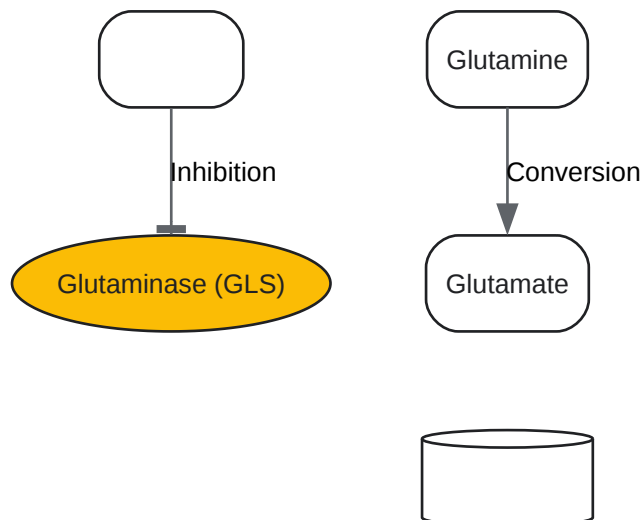 Glutamine
Inhibition
Conversion
Glutaminase (GLS)
Glutamate